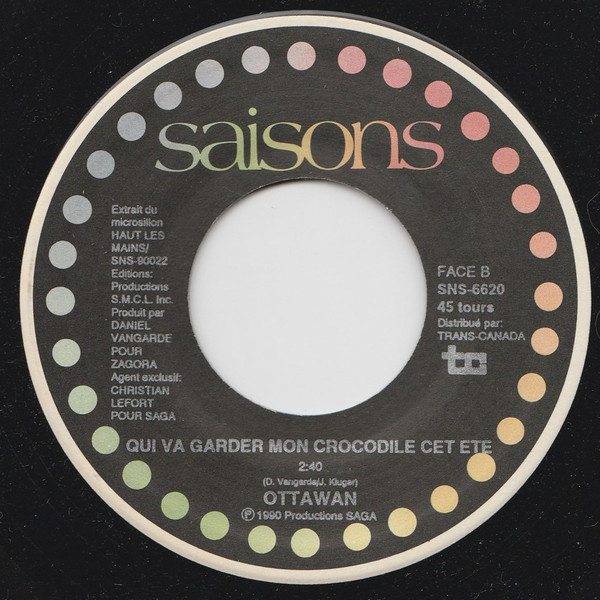 saisons
Extrait du
microsillon
HAUT LES
MAINS/
SNS-90022
Editions:
Productions
S.M.C.L. Inc.
Produit par
DANIEL
VANGARDE
POUR
ZAGORA
Agent exclusif:
CHRISTIAN
LEFORT
POUR SAGA
FACE B
SNS-6620
45 tours
Distribué par:
TRANS-CANADA
tc
QUI VA GARDER MON CROCODILE CET ETE
2:40
(D. Vangarde/J. Kluger)
OTTAWAN
℗ 1990 Productions SAGA